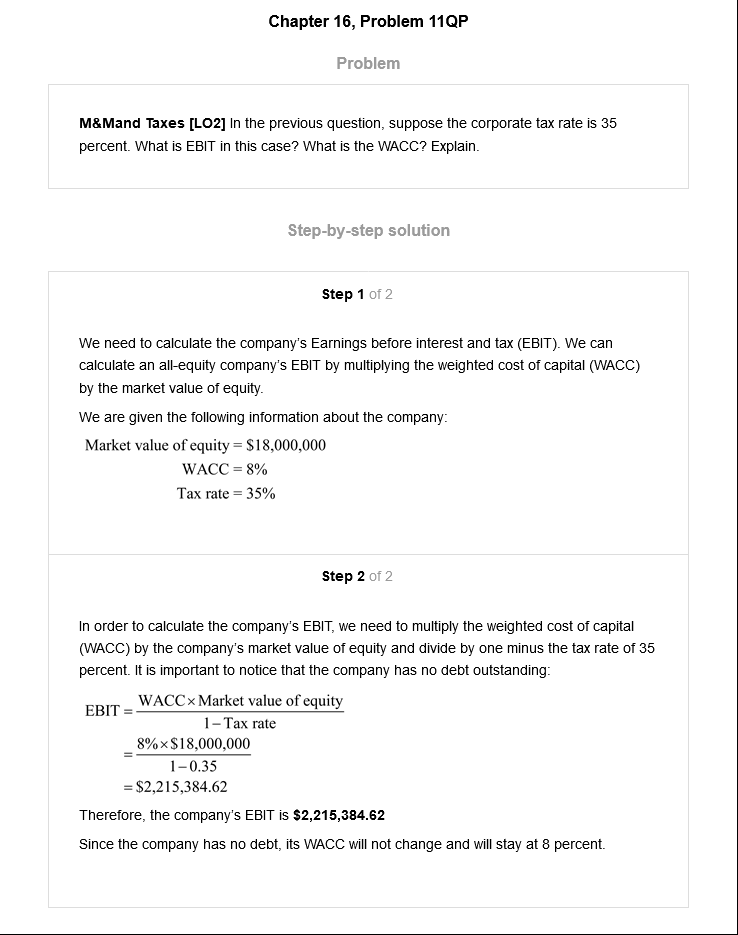 Chapter 16, Problem 11QP
Problem
M&Mand Taxes [LO2] In the previous question, suppose the corporate tax rate is 35
percent. What is EBIT in this case? What is the WACC? Explain.
Step-by-step solution
Step 1 of 2
We need to calculate the company's Earnings before interest and tax (EBIT). We can
calculate an all-equity company's EBIT by multiplying the weighted cost of capital (WACC)
by the market value of equity.
We are given the following information about the company:
Market value of equity = $18,000,000
WACC = 8%
Tax rate = 35%
Step 2 of 2
In order to calculate the company's EBIT, we need to multiply the weighted cost of capital
(WACC) by the company's market value of equity and divide by one minus the tax rate of 35
percent. It is important to notice that the company has no debt outstanding:
WACC × Market value of equity
EBIT =
1 − Tax rate
8% × $18,000,000
=
1 − 0.35
= $2,215,384.62
Therefore, the company's EBIT is $2,215,384.62
Since the company has no debt, its WACC will not change and will stay at 8 percent.